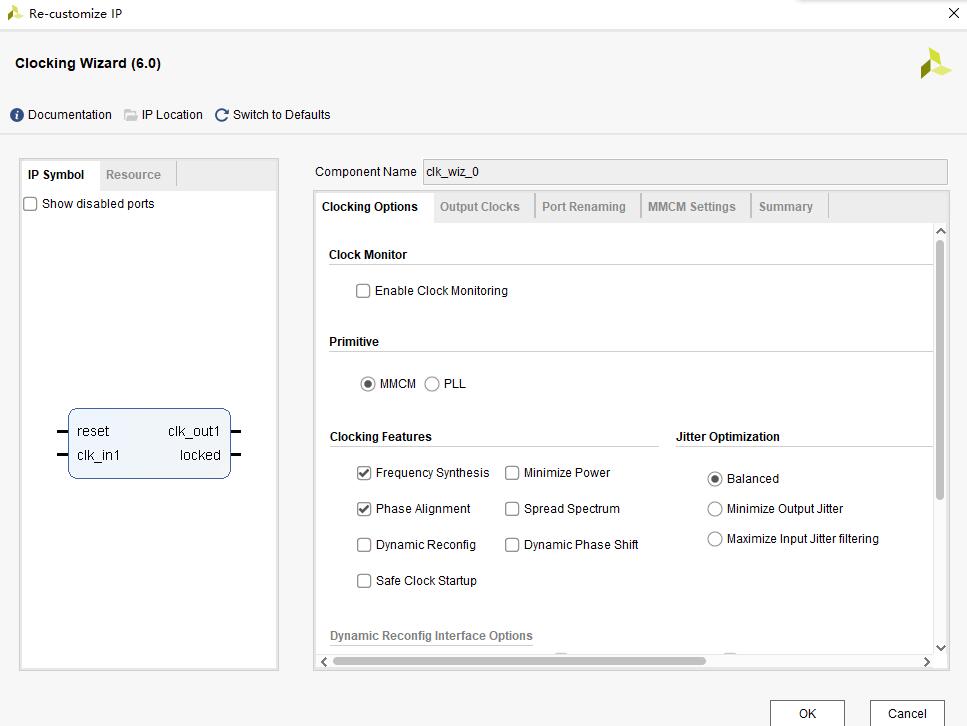 Re-customize IP
Clocking Wizard (6.0)
Documentation IP Location Switch to Defaults
IP Symbol Resource
Show disabled ports
reset clk_out1
clk_in1 locked
Component Name clk_wiz_0
Clocking Options Output Clocks Port Renaming MMCM Settings Summary
Clock Monitor
Enable Clock Monitoring
Primitive
MMCM PLL
Clocking Features
Frequency Synthesis Minimize Power
Phase Alignment Spread Spectrum
Dynamic Reconfig Dynamic Phase Shift
Safe Clock Startup
Jitter Optimization
Balanced
Minimize Output Jitter
Maximize Input Jitter filtering
Dynamic Reconfig Interface Options
OK Cancel